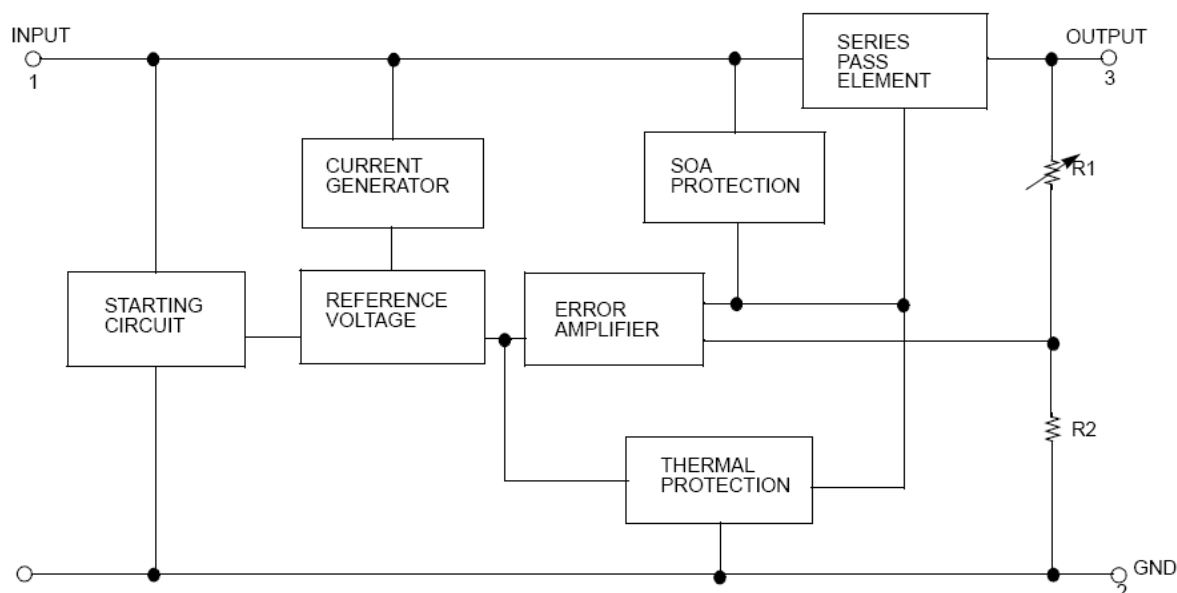 INPUT
1
SERIES
PASS
ELEMENT
OUTPUT
3
CURRENT
GENERATOR
SOA
PROTECTION
R1
STARTING
CIRCUIT
REFERENCE
VOLTAGE
ERROR
AMPLIFIER
R2
THERMAL
PROTECTION
GND
2